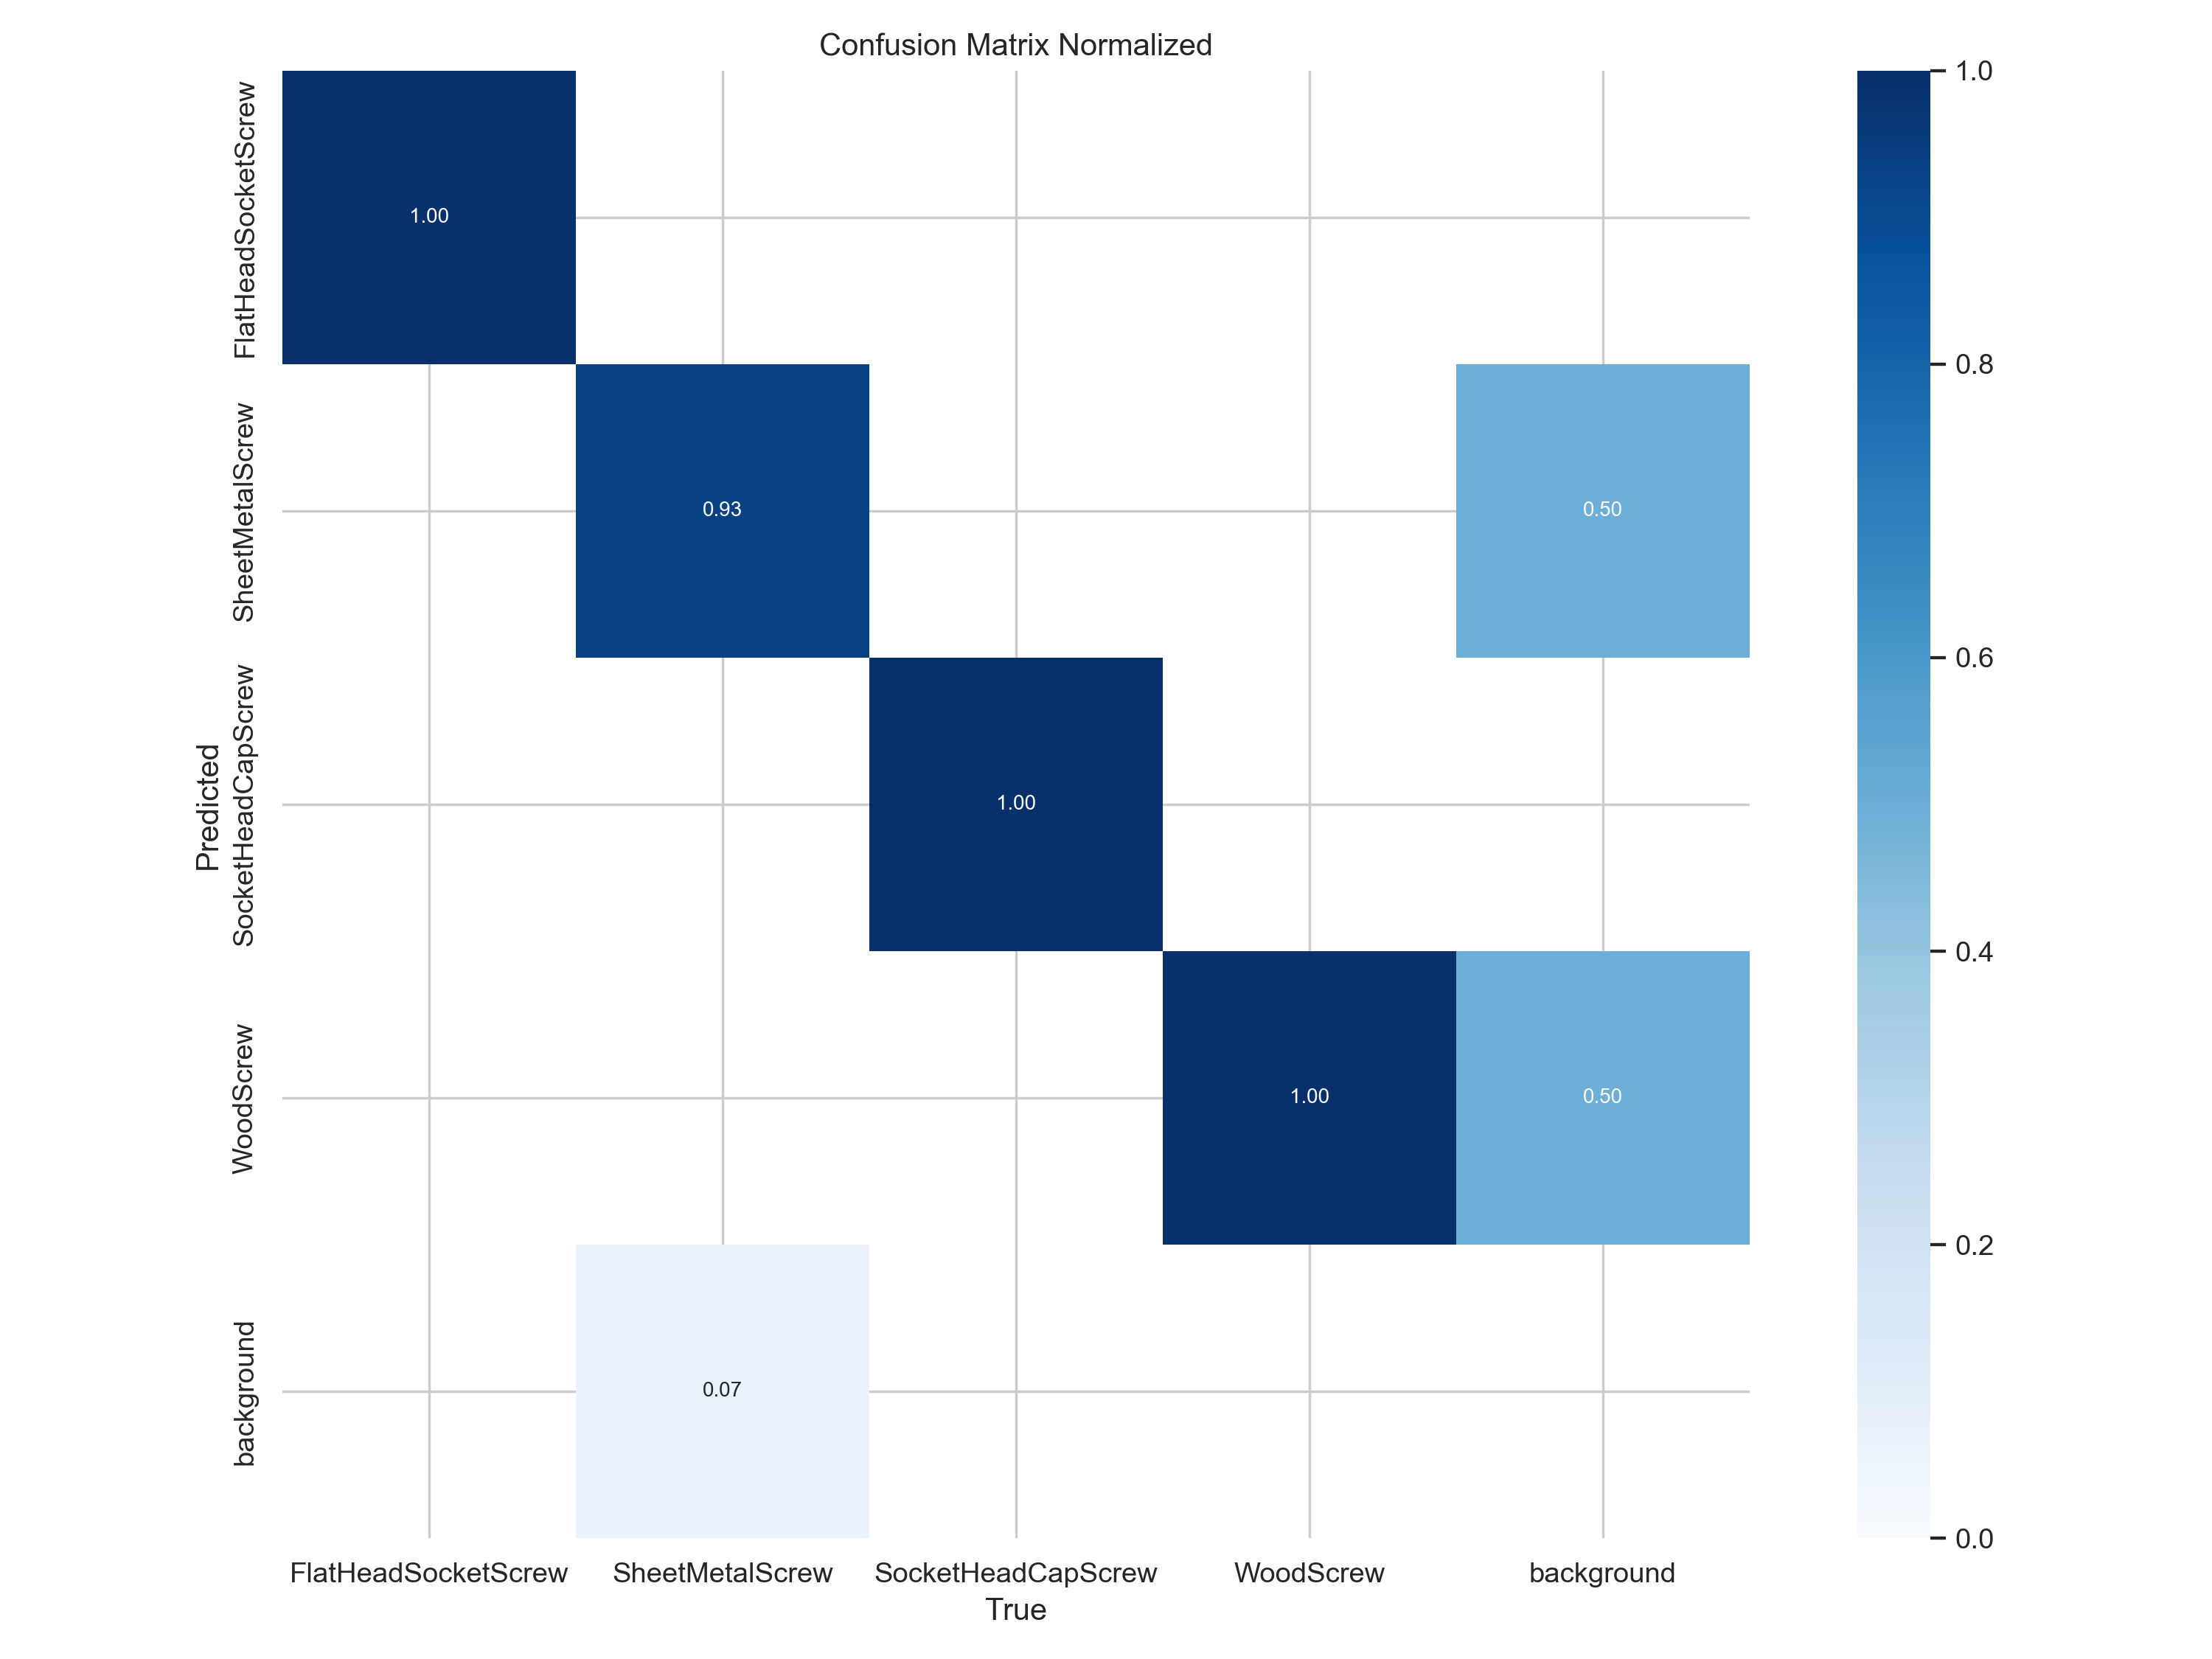 Confusion Matrix Normalized
FlatHeadSocketScrew
SheetMetalScrew
SocketHeadCapScrew
WoodScrew
background
Predicted
1.00
0.93
0.50
1.00
1.00
0.50
0.07
FlatHeadSocketScrew
SheetMetalScrew
SocketHeadCapScrew
WoodScrew
background
True
1.0
0.8
0.6
0.4
0.2
0.0